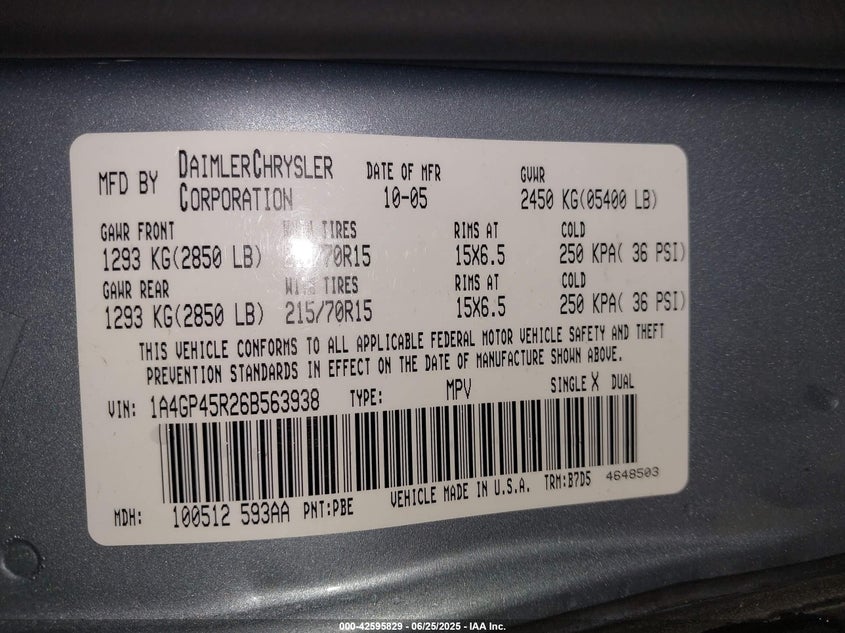 MFD BY DAIMLERCHRYSLER CORPORATION DATE OF MFR 10-05 GVWR 2450 KG(05400 LB)
GAWR FRONT TIRES RIMS AT COLD
1293 KG(2850 LB) /70R15 15X6.5 250 KPA( 36 PSI)
GAWR REAR WITH TIRES RIMS AT COLD
1293 KG(2850 LB) 215/70R15 15X6.5 250 KPA( 36 PSI)
THIS VEHICLE CONFORMS TO ALL APPLICABLE FEDERAL MOTOR VEHICLE SAFETY AND THEFT
PREVENTION STANDARDS IN EFFECT ON THE DATE OF MANUFACTURE SHOWN ABOVE.
VIN: 1A4GP45R26B563938 TYPE: MPV SINGLE X DUAL
MDH: 100512 593AA PNT:PBE VEHICLE MADE IN U.S.A. TRM:B7D5 4648503
000-42595829 - 06/25/2025 - IAA Inc.